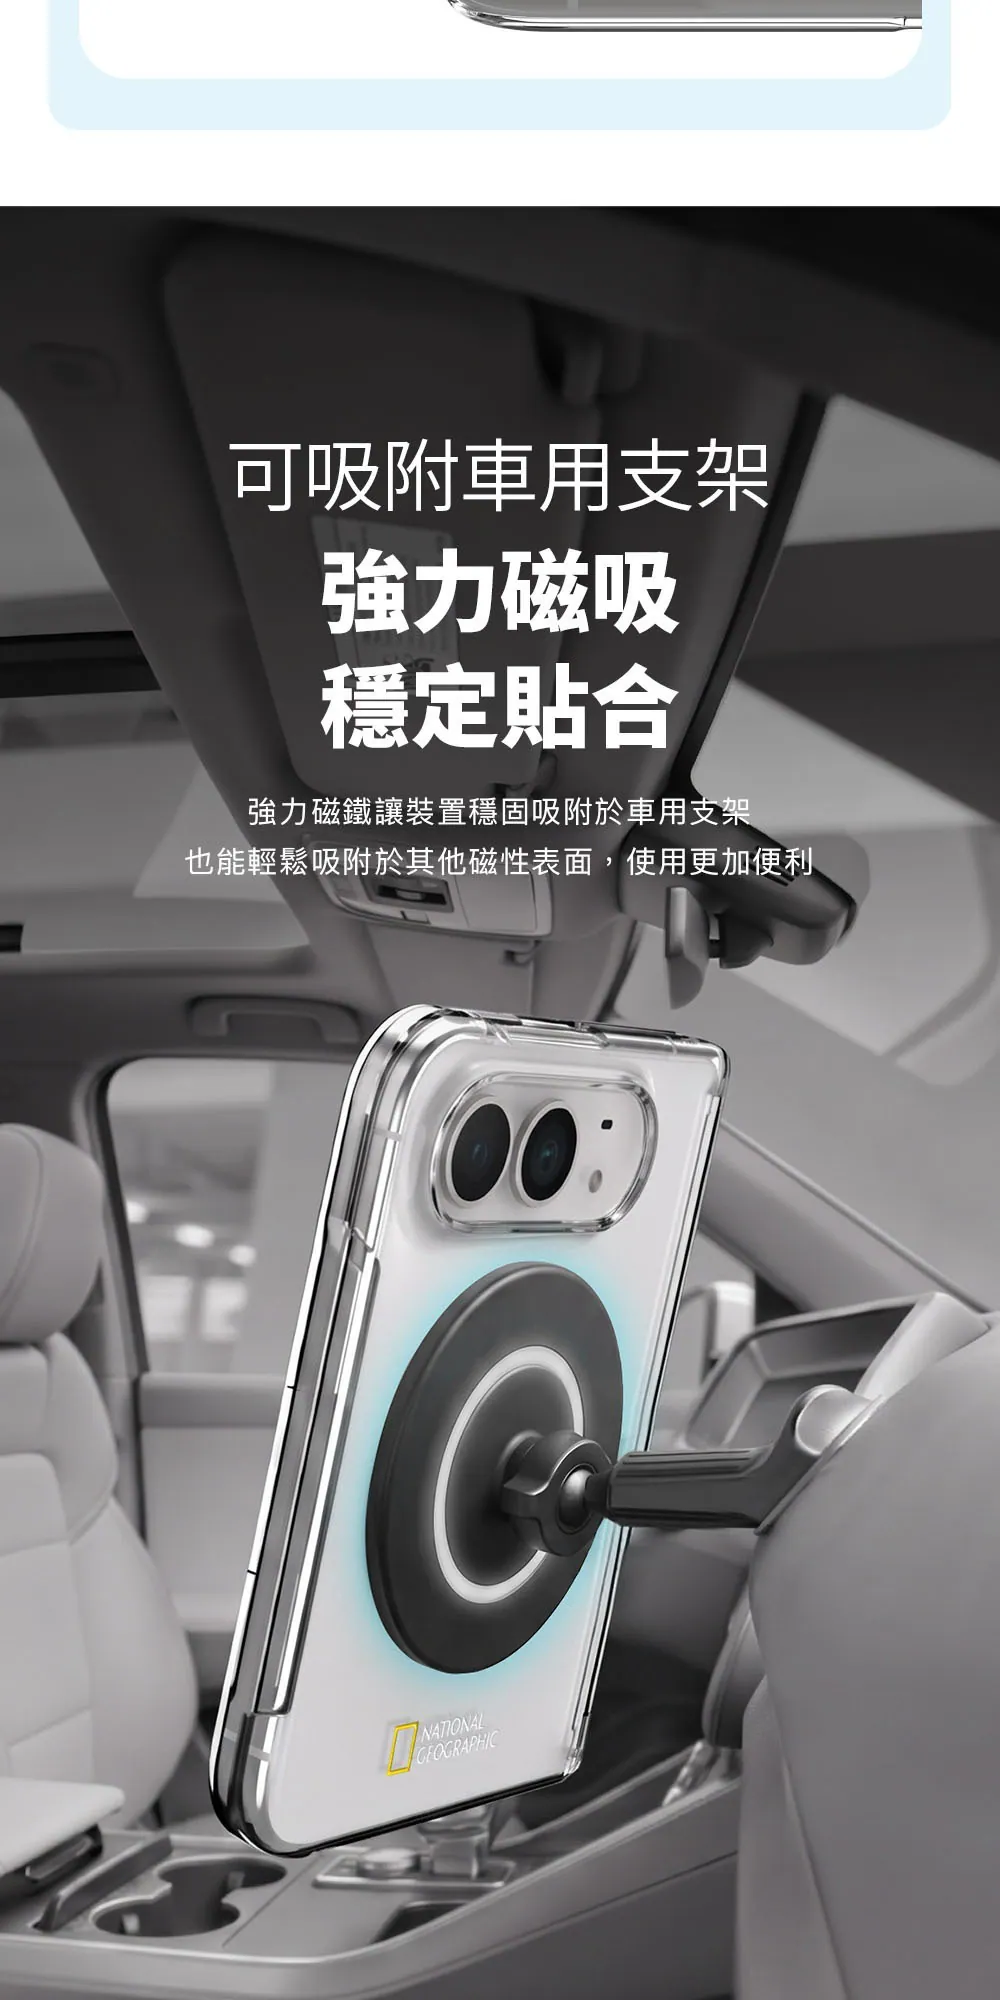 可吸附車用支架
強力磁吸
穩定貼合
強力磁鐵讓裝置穩固吸附於車用支架
也能輕鬆吸附於其他磁性表面，使用更加便利
NATIONAL
GEOGRAPHIC